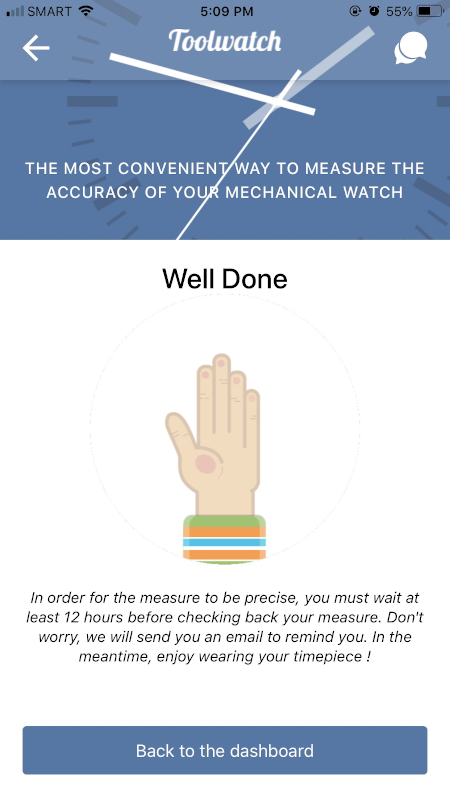 SMART 5:09 PM 55%
Toolwatch
THE MOST CONVENIENT WAY TO MEASURE THE
ACCURACY OF YOUR MECHANICAL WATCH
Well Done
In order for the measure to be precise, you must wait at
least 12 hours before checking back your measure. Don't
worry, we will send you an email to remind you. In the
meantime, enjoy wearing your timepiece !
Back to the dashboard